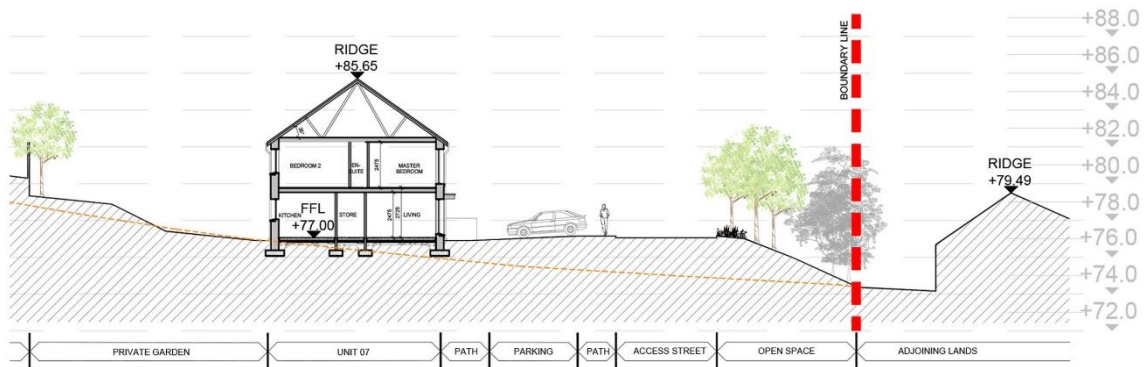 +88.0
+86.0
+84.0
+82.0
+80.0
+78.0
+76.0
+74.0
+72.0
RIDGE
+85.65
BOUNDARY LINE
BEDROOM 2
EN-
SUITE
2475
MASTER
BEDROOM
RIDGE
+79.49
KITCHEN
FFL
+77.00
STORE
2475
2725
LIVING
PRIVATE GARDEN
UNIT 07
PATH
PARKING
PATH
ACCESS STREET
OPEN SPACE
ADJOINING LANDS